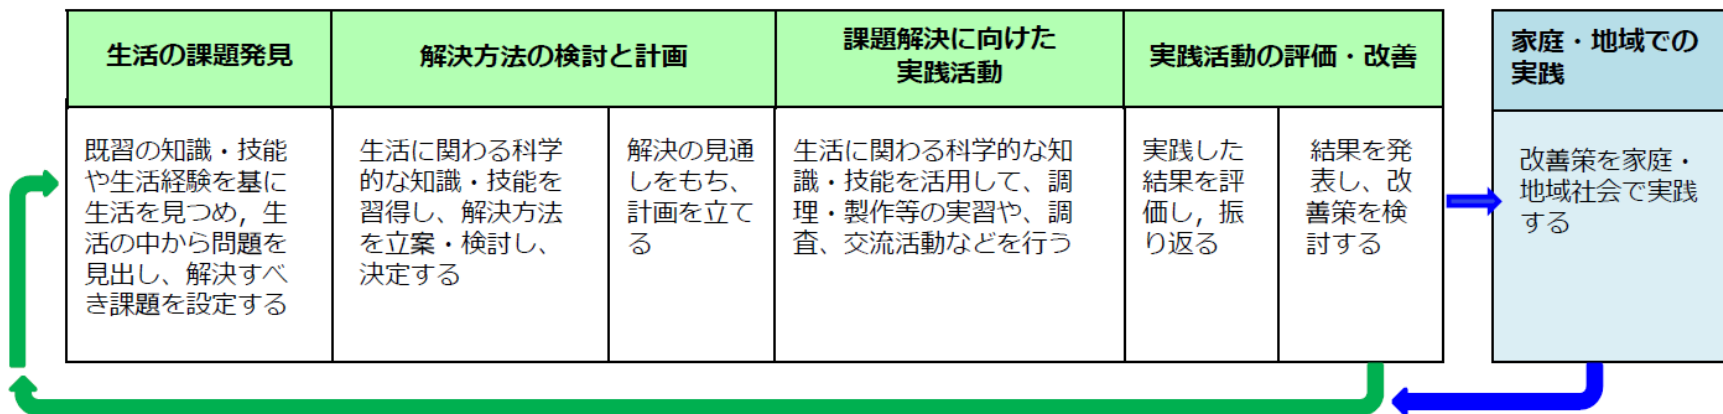 生活の課題発見
解決方法の検討と計画
課題解決に向けた
実践活動
実践活動の評価・改善
家庭・地域での
実践
既習の知識・技能
や生活経験を基に
生活を見つめ，生
活の中から問題を
見出し、解決すべ
き課題を設定する
生活に関わる科学
的な知識・技能を
習得し、解決方法
を立案・検討し、
決定する
解決の見通
しをもち、
計画を立て
る
生活に関わる科学的な知
識・技能を活用して、調
理・製作等の実習や、調
査、交流活動などを行う
実践した
結果を評
価し，振
り返る
結果を発
表し、改
善策を検
討する
改善策を家庭・
地域社会で実践
する